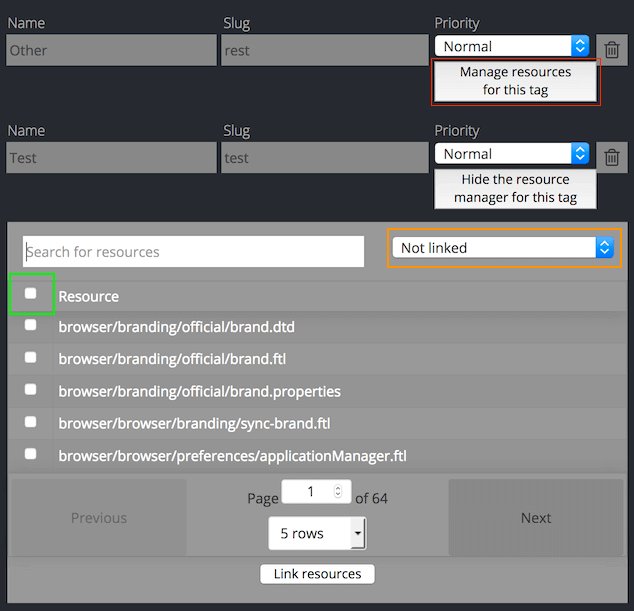 Name Slug Priority
Other rest Normal
Manage resources
for this tag
Name Slug Priority
Test test Normal
Hide the resource
manager for this tag
Search for resources Not linked
Resource
browser/branding/official/brand.dtd
browser/branding/official/brand.ftl
browser/branding/official/brand.properties
browser/browser/branding/sync-brand.ftl
browser/browser/preferences/applicationManager.ftl
Previous Page 1 of 64 Next
5 rows
Link resources